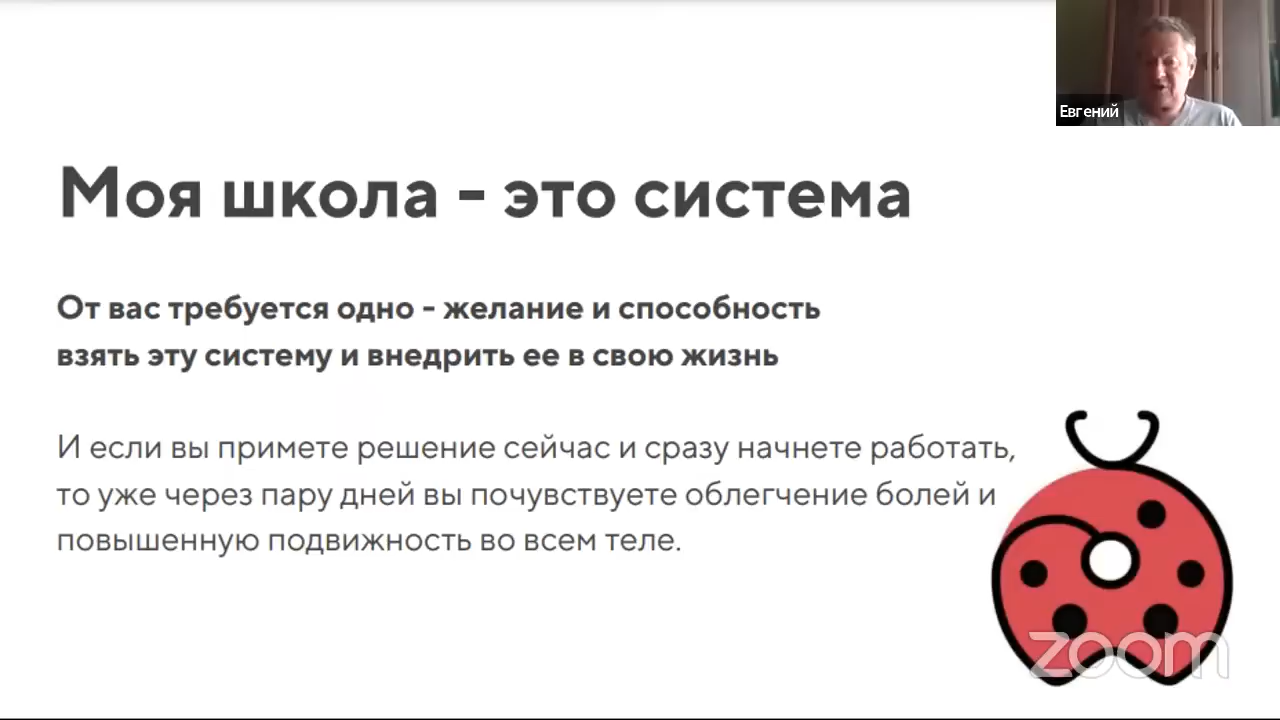 Евгений
Моя школа - это система
От вас требуется одно - желание и способность
взять эту систему и внедрить ее в свою жизнь
И если вы примете решение сейчас и сразу начнете работать,
то уже через пару дней вы почувствуете облегчение болей и
повышенную подвижность во всем теле.
zoom